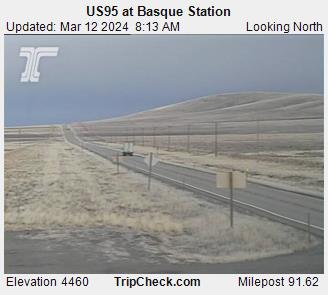 US95 at Basque Station
Updated: Mar 12 2024 8:13 AM Looking North
Elevation 4460 TripCheck.com Milepost 91.62